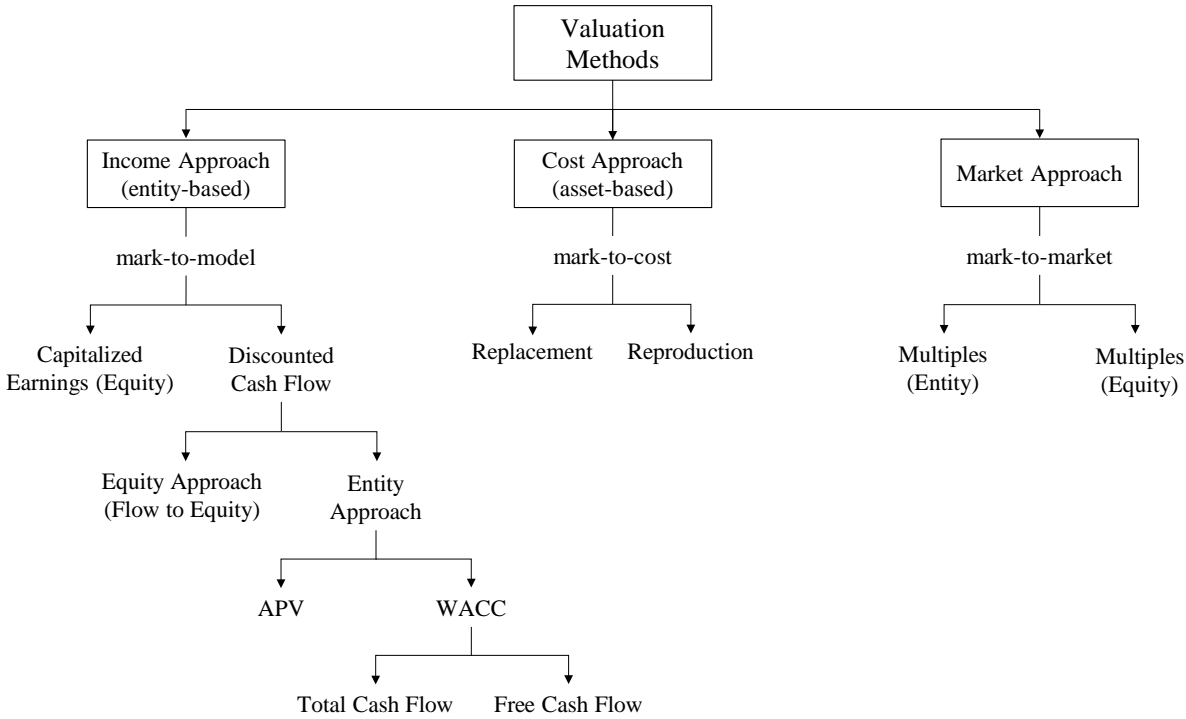 Valuation
Methods
Income Approach
(entity-based)
Cost Approach
(asset-based)
Market Approach
mark-to-model
mark-to-cost
mark-to-market
Capitalized
Earnings (Equity)
Discounted
Cash Flow
Replacement
Reproduction
Multiples
(Entity)
Multiples
(Equity)
Equity Approach
(Flow to Equity)
Entity
Approach
APV
WACC
Total Cash Flow
Free Cash Flow